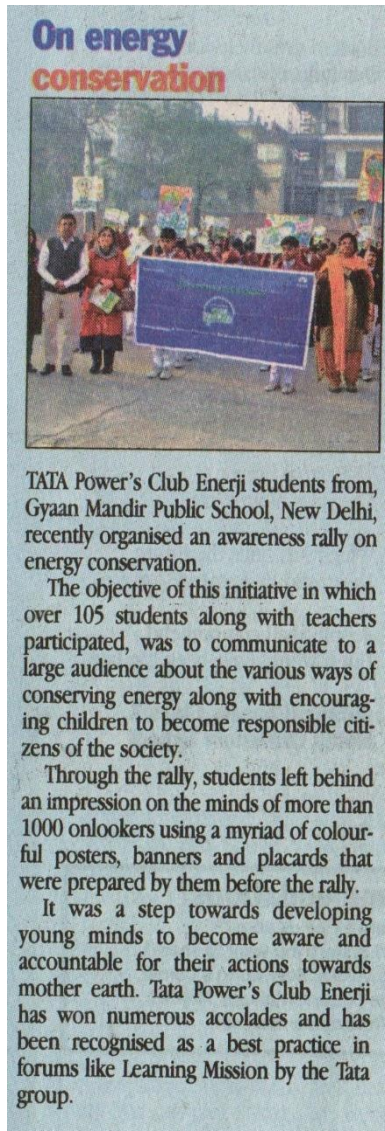 On energy
conservation
TATA Power's Club Enerji students from,
Gyaan Mandir Public School, New Delhi,
recently organised an awareness rally on
energy conservation.
The objective of this initiative in which
over 105 students along with teachers
participated, was to communicate to a
large audience about the various ways of
conserving energy along with encourag-
ing children to become responsible citi-
zens of the society.
Through the rally, students left behind
an impression on the minds of more than
1000 onlookers using a myriad of colour-
ful posters, banners and placards that
were prepared by them before the rally.
It was a step towards developing
young minds to become aware and
accountable for their actions towards
mother earth. Tata Power's Club Enerji
has won numerous accolades and has
been recognised as a best practice in
forums like Learning Mission by the Tata
group.